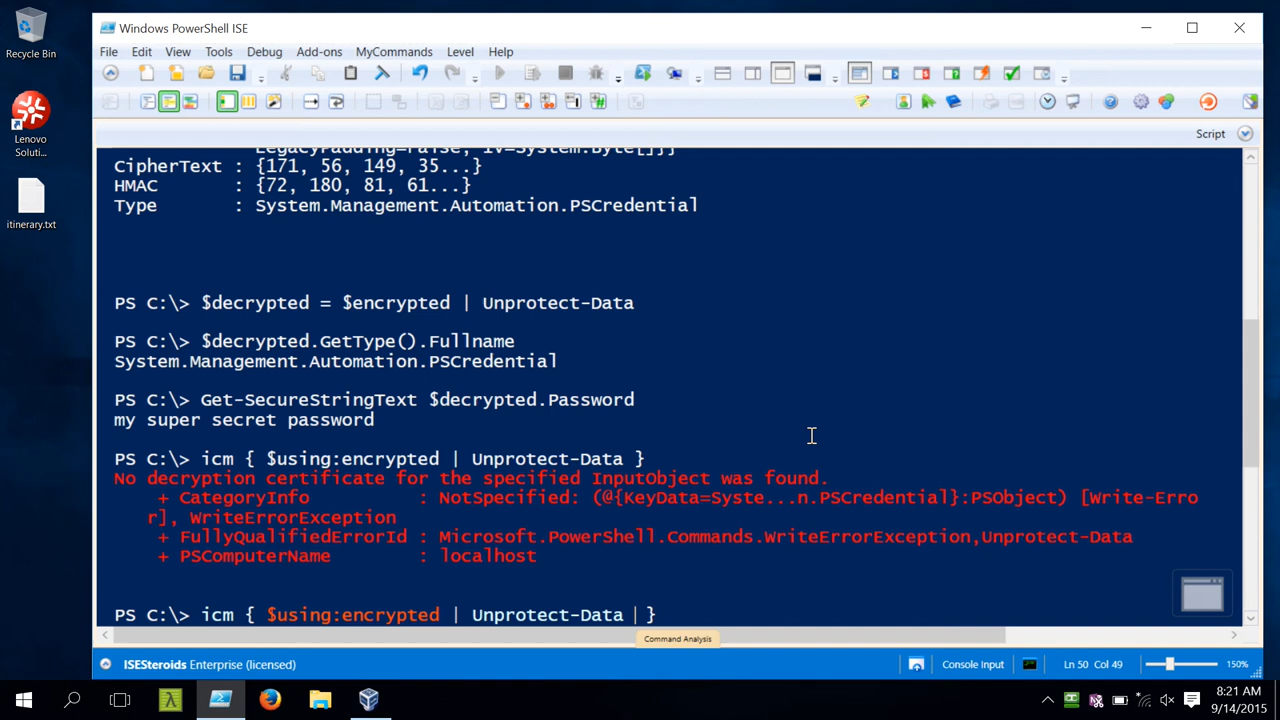 Recycle Bin
Lenovo
Soluti...
itinerary.txt
Windows PowerShell ISE
File Edit View Tools Debug Add-ons MyCommands Level Help
Script
LegacyPadding=False, IV=System.Byte[]}}
CipherText : {171, 56, 149, 35...}
HMAC : {72, 180, 81, 61...}
Type : System.Management.Automation.PSCredential
PS C:\> $decrypted = $encrypted | Unprotect-Data
PS C:\> $decrypted.GetType().Fullname
System.Management.Automation.PSCredential
PS C:\> Get-SecureStringText $decrypted.Password
my super secret password
PS C:\> icm { $using:encrypted | Unprotect-Data }
No decryption certificate for the specified InputObject was found.
+ CategoryInfo : NotSpecified: (@{KeyData=Syste...n.PSCredential}:PSObject) [Write-Erro
r], WriteErrorException
+ FullyQualifiedErrorId : Microsoft.PowerShell.Commands.WriteErrorException,Unprotect-Data
+ PSComputerName : localhost
PS C:\> icm { $using:encrypted | Unprotect-Data }
Command Analysis
ISESteroids Enterprise (licensed) Console Input Ln 50 Col 49 150%
8:21 AM
9/14/2015